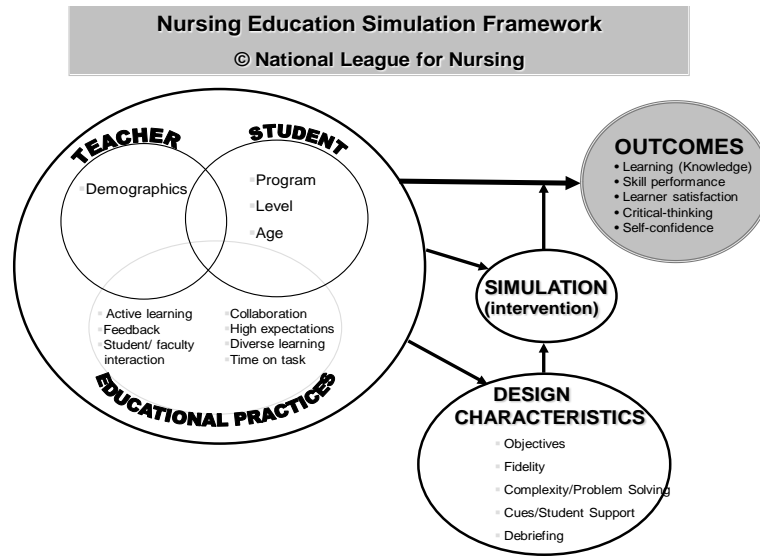 Nursing Education Simulation Framework
© National League for Nursing
TEACHER
Demographics
STUDENT
Program
Level
Age
Active learning
Feedback
Student/ faculty
interaction
Collaboration
High expectations
Diverse learning
Time on task
EDUCATIONAL PRACTICES
OUTCOMES
• Learning (Knowledge)
• Skill performance
• Learner satisfaction
• Critical-thinking
• Self-confidence
SIMULATION
(intervention)
DESIGN
CHARACTERISTICS
Objectives
Fidelity
Complexity/Problem Solving
Cues/Student Support
Debriefing